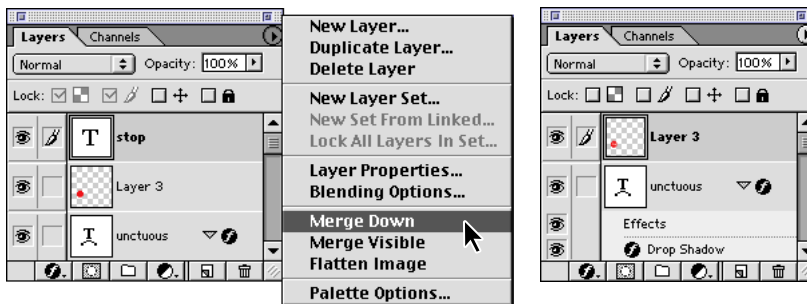 Layers Channels
Normal Opacity: 100%
Lock:
T stop
Layer 3
T unctuous
New Layer...
Duplicate Layer...
Delete Layer
New Layer Set...
New Set From Linked...
Lock All Layers In Set...
Layer Properties...
Blending Options...
Merge Down
Merge Visible
Flatten Image
Palette Options...
Layers Channels
Normal Opacity: 100%
Lock:
Layer 3
T unctuous
Effects
Drop Shadow